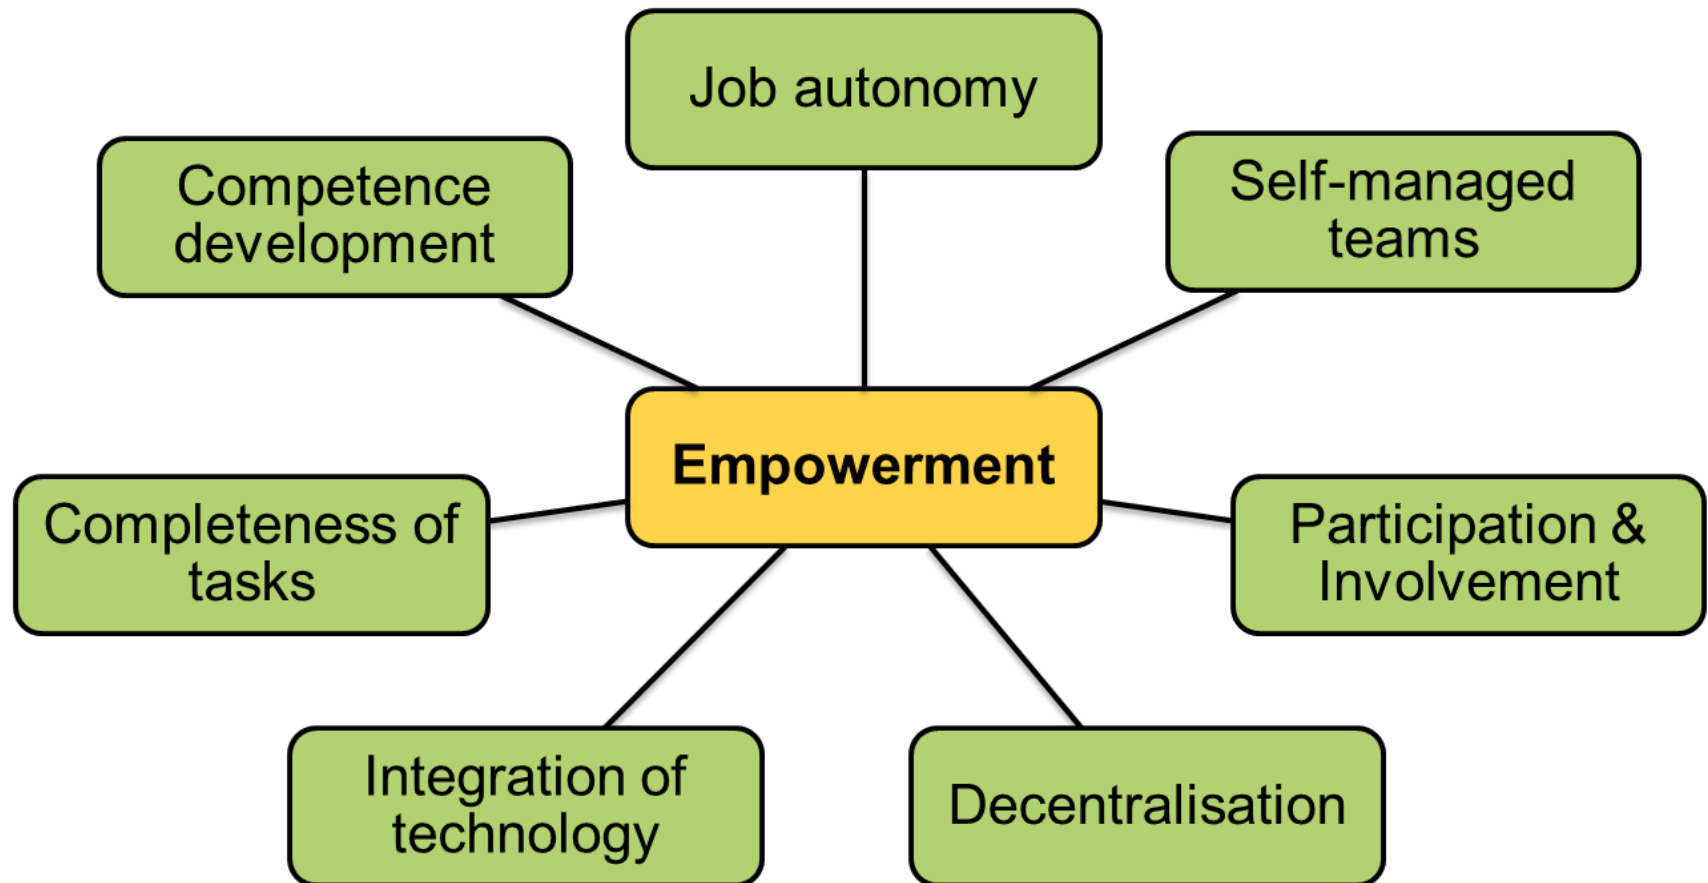 Job autonomy
Competence
development
Self-managed
teams
Empowerment
Completeness of
tasks
Participation &
Involvement
Integration of
technology
Decentralisation